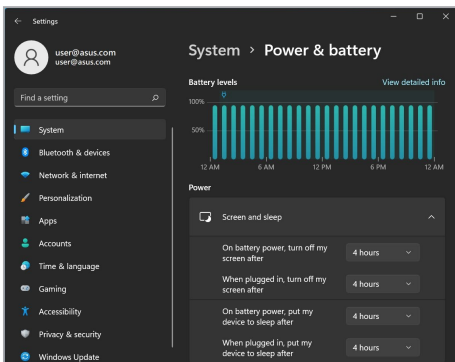 Settings
user@asus.com
user@asus.com
Find a setting
System
Bluetooth & devices
Network & internet
Personalization
Apps
Accounts
Time & language
Gaming
Accessibility
Privacy & security
Windows Update
System > Power & battery
Battery levels
View detailed info
100%
50%
12 AM 6 AM 12 PM 6 PM 12 AM
Power
Screen and sleep
On battery power, turn off my
screen after
4 hours
When plugged in, turn off my
screen after
4 hours
On battery power, put my
device to sleep after
4 hours
When plugged in, put my
device to sleep after
4 hours